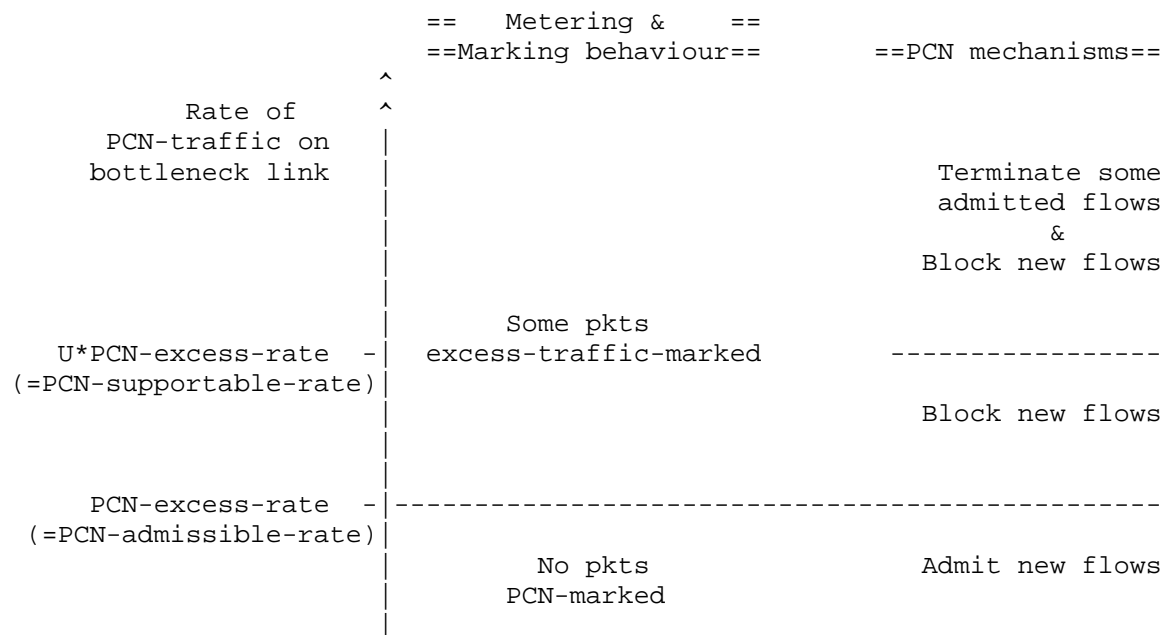 ==   Metering &     ==
==Marking behaviour==       ==PCN mechanisms==
^
Rate of     ^
PCN-traffic on   |
bottleneck link   |                                     Terminate some
|                                     admitted flows
|                                            &
|                                    Block new flows
|
|       Some pkts
U*PCN-excess-rate  -|  excess-traffic-marked        -----------------
(=PCN-supportable-rate)|
|                                    Block new flows
|
|
PCN-excess-rate  -|------------------------------------------------
(=PCN-admissible-rate)|
|         No pkts                 Admit new flows
|       PCN-marked
|